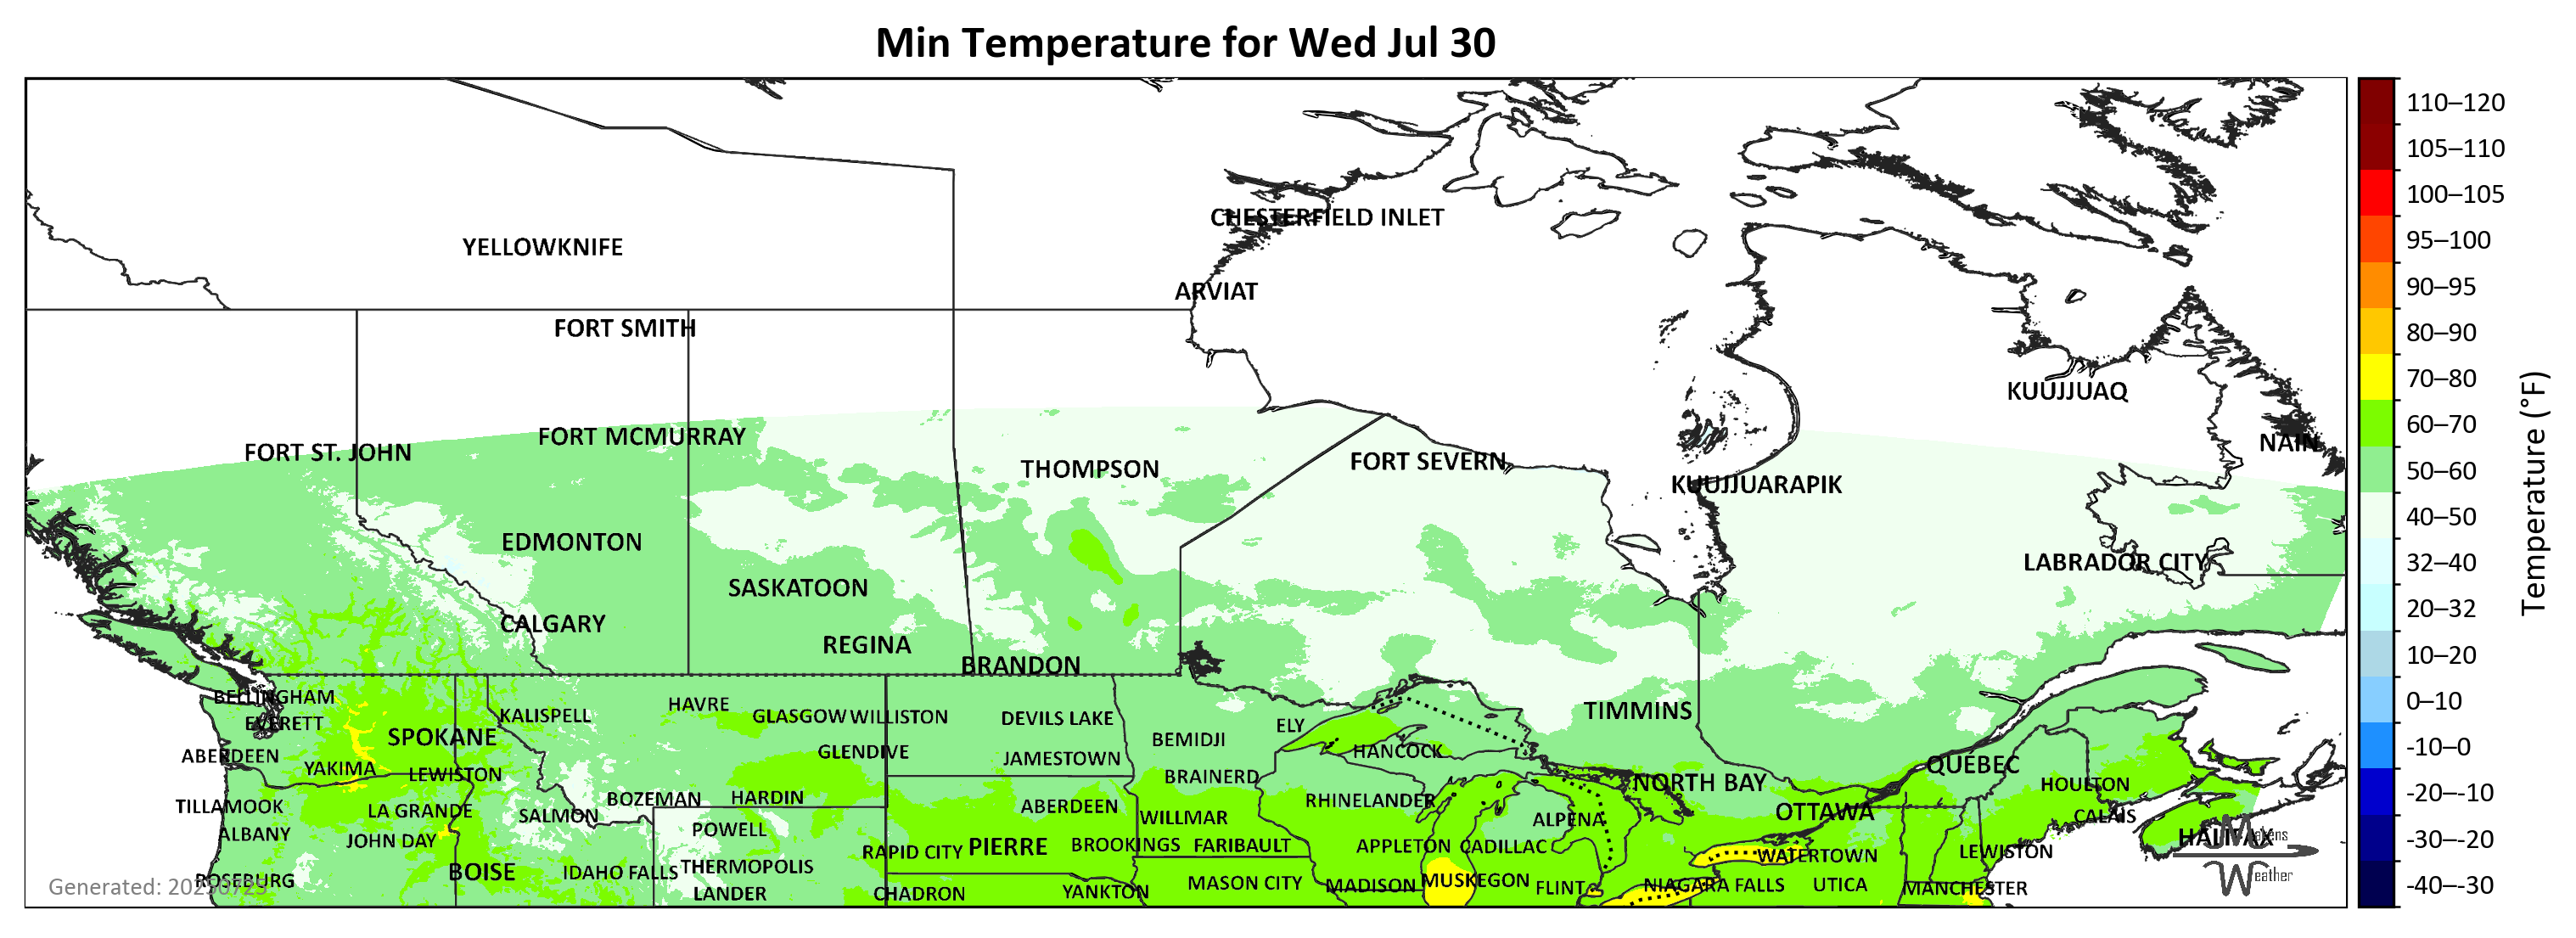 Min Temperature for Wed Jul 30
CHESTERFIELD INLET
YELLOWKNIFE
ARVIAT
FORT SMITH
KUUJJUAQ
FORT MCMURRAY
NAIN
FORT ST. JOHN
FORT SEVERN
THOMPSON
KUUJJUARAPIK
EDMONTON
LABRADOR CITY
SASKATOON
CALGARY
REGINA
BRANDON
BELLINGHAM
HAVRE
TIMMINS
KALISPELL
GLASGOW
WILLISTON
DEVILS LAKE
EVERETT
ELY
SPOKANE
BEMIDJI
HANCOCK
ABERDEEN
GLENDIVE
JAMESTOWN
QUÉBEC
YAKIMA
LEWISTON
BRAINERD
NORTH BAY
HOULTON
BOZEMAN
HARDIN
RHINELANDER
TILLAMOOK
LA GRANDE
ABERDEEN
OTTAWA
SALMON
WILLMAR
ALPENA
CALAIS
ALBANY
POWELL
JOHN DAY
HALIFAX
RAPID CITY
PIERRE
BROOKINGS
FARIBAULT
APPLETON
CADILLAC
LEWISTON
WATERTOWN
BOISE
IDAHO FALLS
THERMOPOLIS
ROSEBURG
MUSKEGON
MASON CITY
MADISON
FLINT
NIAGARA FALLS
UTICA
MANCHESTER
LANDER
CHADRON
YANKTON
Weather
110–120
105–110
100–105
95–100
90–95
80–90
70–80
60–70
50–60
40–50
32–40
20–32
10–20
0–10
-10–0
-20–-10
-30–-20
-40–-30
Temperature (°F)